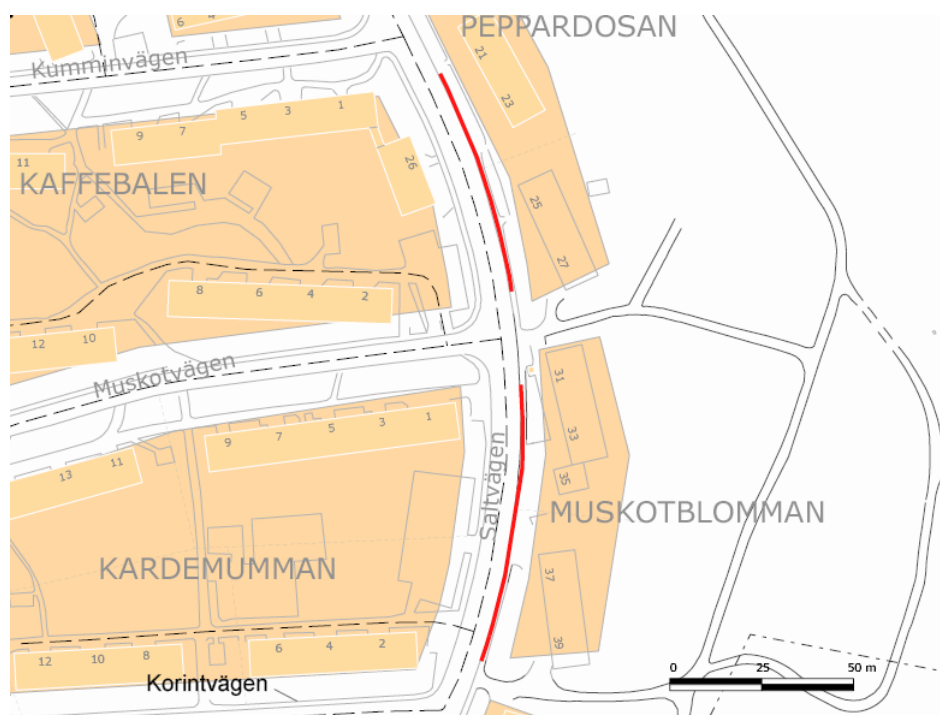 PEPPARDOSAN
6 4
21
Kumminvägen
23
9 7 5 3 1
26
11
KAFFEBALEN
25
27
8 6 4 2
12 10
Muskotvägen
31
33
9 7 5 3 1
13 11
35
Saltvägen
MUSKOTBLOMMAN
KARDEMUMMAN
37
39
12 10 8 6 4 2
Korintvägen
0 25 50 m